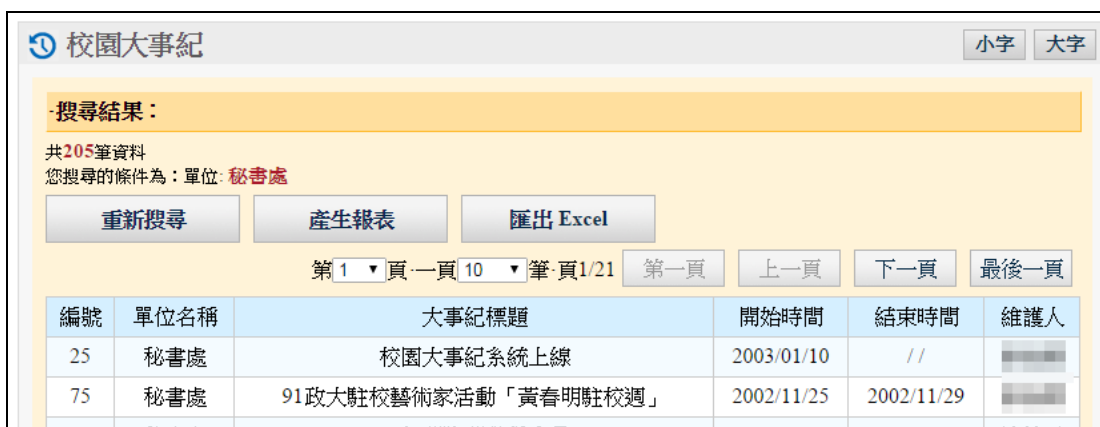 校園大事紀 小字 大字
·搜尋結果：
共205筆資料
您搜尋的條件為：單位: 秘書處
重新搜尋 產生報表 匯出 Excel
第 1 頁·一頁 10 筆·頁1/21 第一頁 上一頁 下一頁 最後一頁
編號 單位名稱 大事紀標題 開始時間 結束時間 維護人
25 秘書處 校園大事紀系統上線 2003/01/10 / /
75 秘書處 91政大駐校藝術家活動「黃春明駐校週」 2002/11/25 2002/11/29